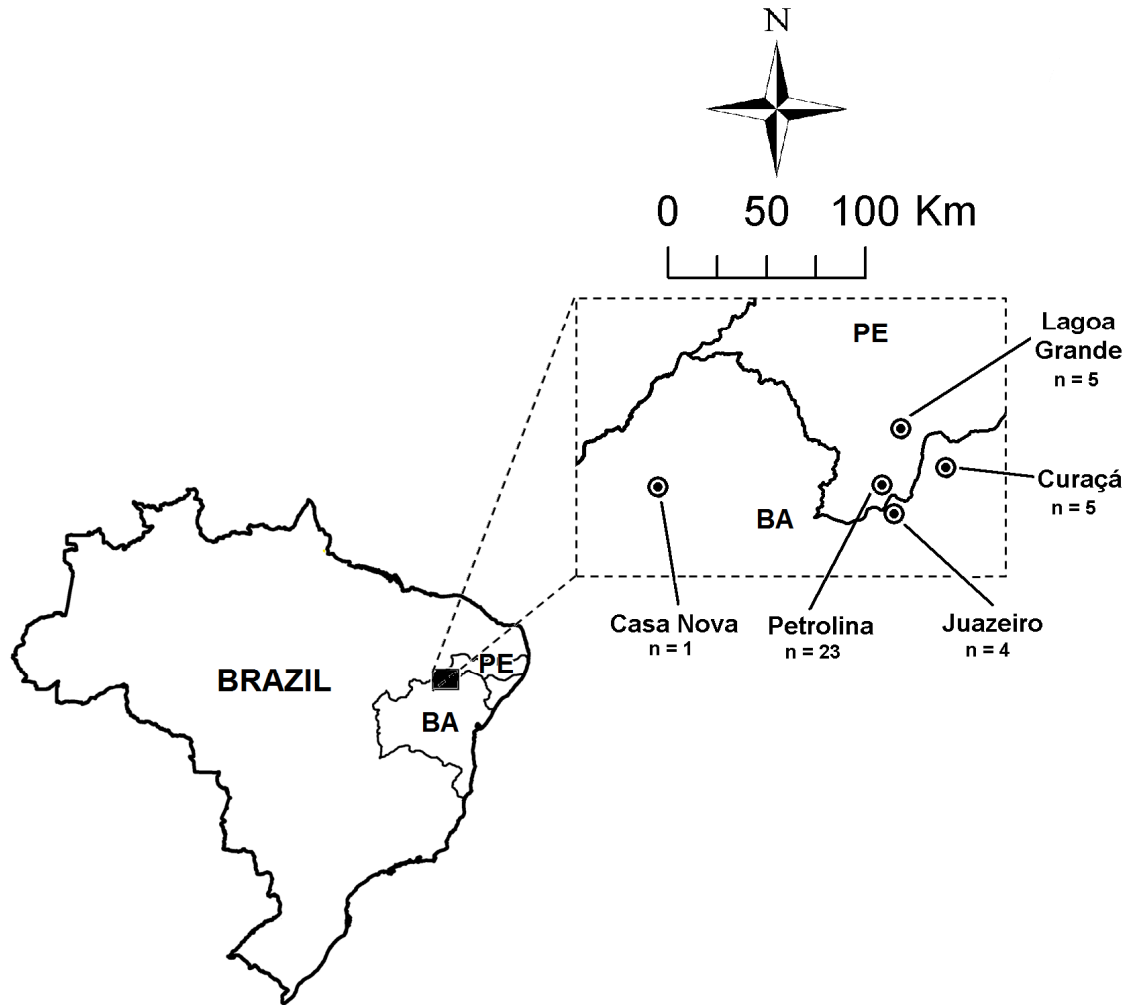 N
0 50 100 Km
PE
Lagoa
Grande
n = 5
Curaçá
n = 5
BA
Casa Nova
n = 1
Petrolina
n = 23
Juazeiro
n = 4
BRAZIL
PE
BA